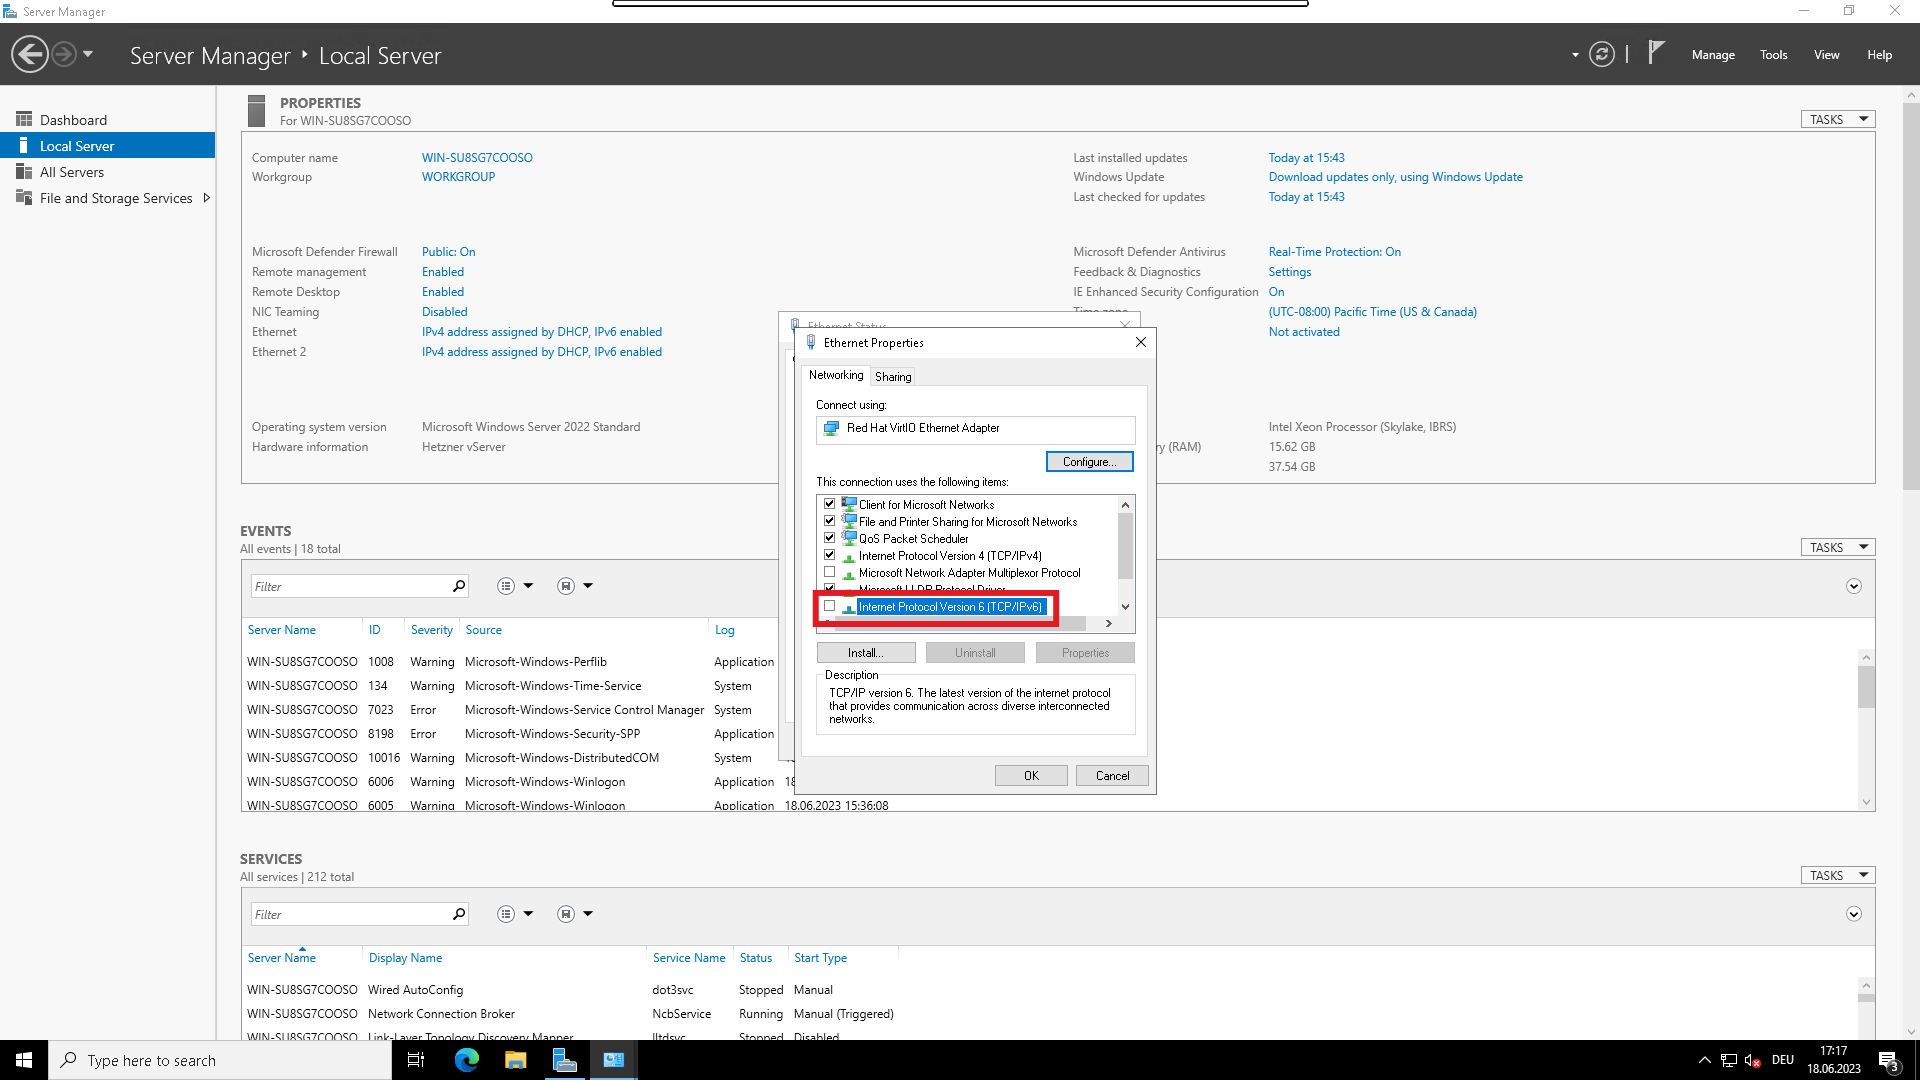 Server Manager
Server Manager ‣ Local Server
Manage Tools View Help
Dashboard
Local Server
All Servers
File and Storage Services
PROPERTIES
For WIN-SU8SG7COOSO
TASKS
Computer name WIN-SU8SG7COOSO
Workgroup WORKGROUP
Last installed updates Today at 15:43
Windows Update Download updates only, using Windows Update
Last checked for updates Today at 15:43
Microsoft Defender Firewall Public: On
Remote management Enabled
Remote Desktop Enabled
NIC Teaming Disabled
Ethernet IPv4 address assigned by DHCP, IPv6 enabled
Ethernet 2 IPv4 address assigned by DHCP, IPv6 enabled
Microsoft Defender Antivirus Real-Time Protection: On
Feedback & Diagnostics Settings
IE Enhanced Security Configuration On
Time zone (UTC-08:00) Pacific Time (US & Canada)
Not activated
Operating system version Microsoft Windows Server 2022 Standard
Hardware information Hetzner vServer
Intel Xeon Processor (Skylake, IBRS)
ry (RAM) 15.62 GB
37.54 GB
Ethernet Status
Ethernet Properties
Networking Sharing
Connect using:
Red Hat VirtIO Ethernet Adapter
Configure...
This connection uses the following items:
Client for Microsoft Networks
File and Printer Sharing for Microsoft Networks
QoS Packet Scheduler
Internet Protocol Version 4 (TCP/IPv4)
Microsoft Network Adapter Multiplexor Protocol
Microsoft LLDP Protocol Driver
Internet Protocol Version 6 (TCP/IPv6)
Install... Uninstall Properties
Description
TCP/IP version 6. The latest version of the internet protocol
that provides communication across diverse interconnected
networks.
OK Cancel
EVENTS
All events | 18 total
TASKS
Filter
Server Name ID Severity Source Log
WIN-SU8SG7COOSO 1008 Warning Microsoft-Windows-Perflib Application
WIN-SU8SG7COOSO 134 Warning Microsoft-Windows-Time-Service System
WIN-SU8SG7COOSO 7023 Error Microsoft-Windows-Service Control Manager System
WIN-SU8SG7COOSO 8198 Error Microsoft-Windows-Security-SPP Application
WIN-SU8SG7COOSO 10016 Warning Microsoft-Windows-DistributedCOM System
WIN-SU8SG7COOSO 6006 Warning Microsoft-Windows-Winlogon Application 18
WIN-SU8SG7COOSO 6005 Warning Microsoft-Windows-Winlogon Application 18.06.2023 15:36:08
SERVICES
All services | 212 total
TASKS
Filter
Server Name Display Name Service Name Status Start Type
WIN-SU8SG7COOSO Wired AutoConfig dot3svc Stopped Manual
WIN-SU8SG7COOSO Network Connection Broker NcbService Running Manual (Triggered)
WIN-SU8SG7COOSO Link-Layer Topology Discovery Mapper lltdsvc Stopped Disabled
Type here to search
DEU
17:17
18.06.2023
3